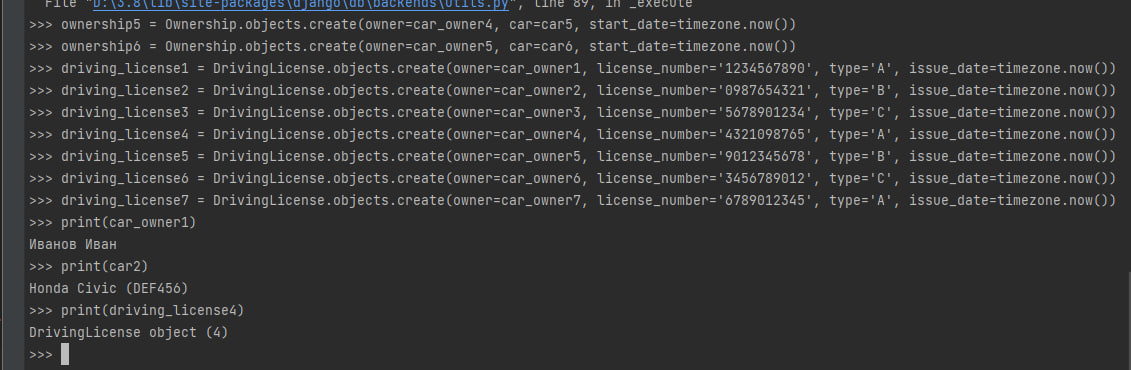 File "D:\3.8\lib\site-packages\django\db\backends\utils.py", line 89, in _execute
>>> ownership5 = Ownership.objects.create(owner=car_owner4, car=car5, start_date=timezone.now())
>>> ownership6 = Ownership.objects.create(owner=car_owner5, car=car6, start_date=timezone.now())
>>> driving_license1 = DrivingLicense.objects.create(owner=car_owner1, license_number='1234567890', type='A', issue_date=timezone.now())
>>> driving_license2 = DrivingLicense.objects.create(owner=car_owner2, license_number='0987654321', type='B', issue_date=timezone.now())
>>> driving_license3 = DrivingLicense.objects.create(owner=car_owner3, license_number='5678901234', type='C', issue_date=timezone.now())
>>> driving_license4 = DrivingLicense.objects.create(owner=car_owner4, license_number='4321098765', type='A', issue_date=timezone.now())
>>> driving_license5 = DrivingLicense.objects.create(owner=car_owner5, license_number='9012345678', type='B', issue_date=timezone.now())
>>> driving_license6 = DrivingLicense.objects.create(owner=car_owner6, license_number='3456789012', type='C', issue_date=timezone.now())
>>> driving_license7 = DrivingLicense.objects.create(owner=car_owner7, license_number='6789012345', type='A', issue_date=timezone.now())
>>> print(car_owner1)
Иванов Иван
>>> print(car2)
Honda Civic (DEF456)
>>> print(driving_license4)
DrivingLicense object (4)
>>>